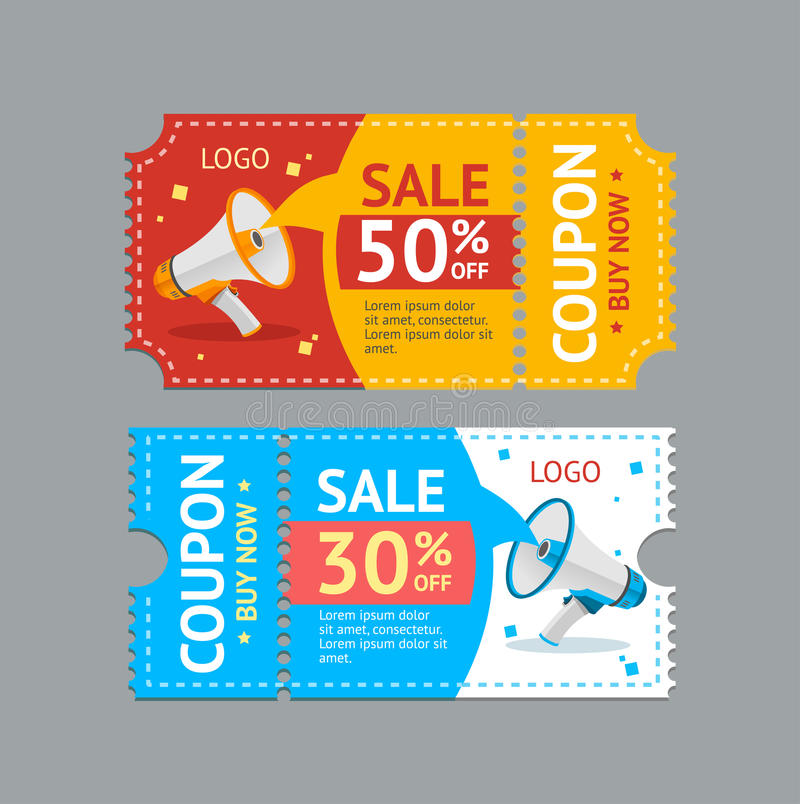 LOGO
SALE
50% OFF
Lorem ipsum dolor
sit amet, consectetur.
Lorem ipsum dolor
sit amet.
COUPON
★ BUY NOW ★
dreamstime
COUPON
★ BUY NOW ★
SALE
30% OFF
Lorem ipsum dolor
sit amet, consectetur.
Lorem ipsum dolor
sit amet.
LOGO